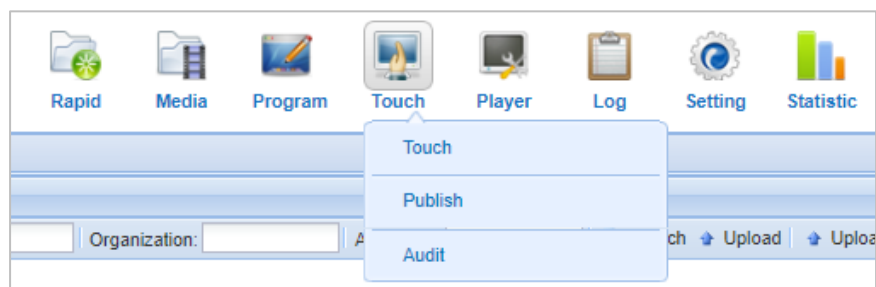 Rapid Media Program Touch Player Log Setting Statistic
Touch
Publish
Organization: Upload
Audit